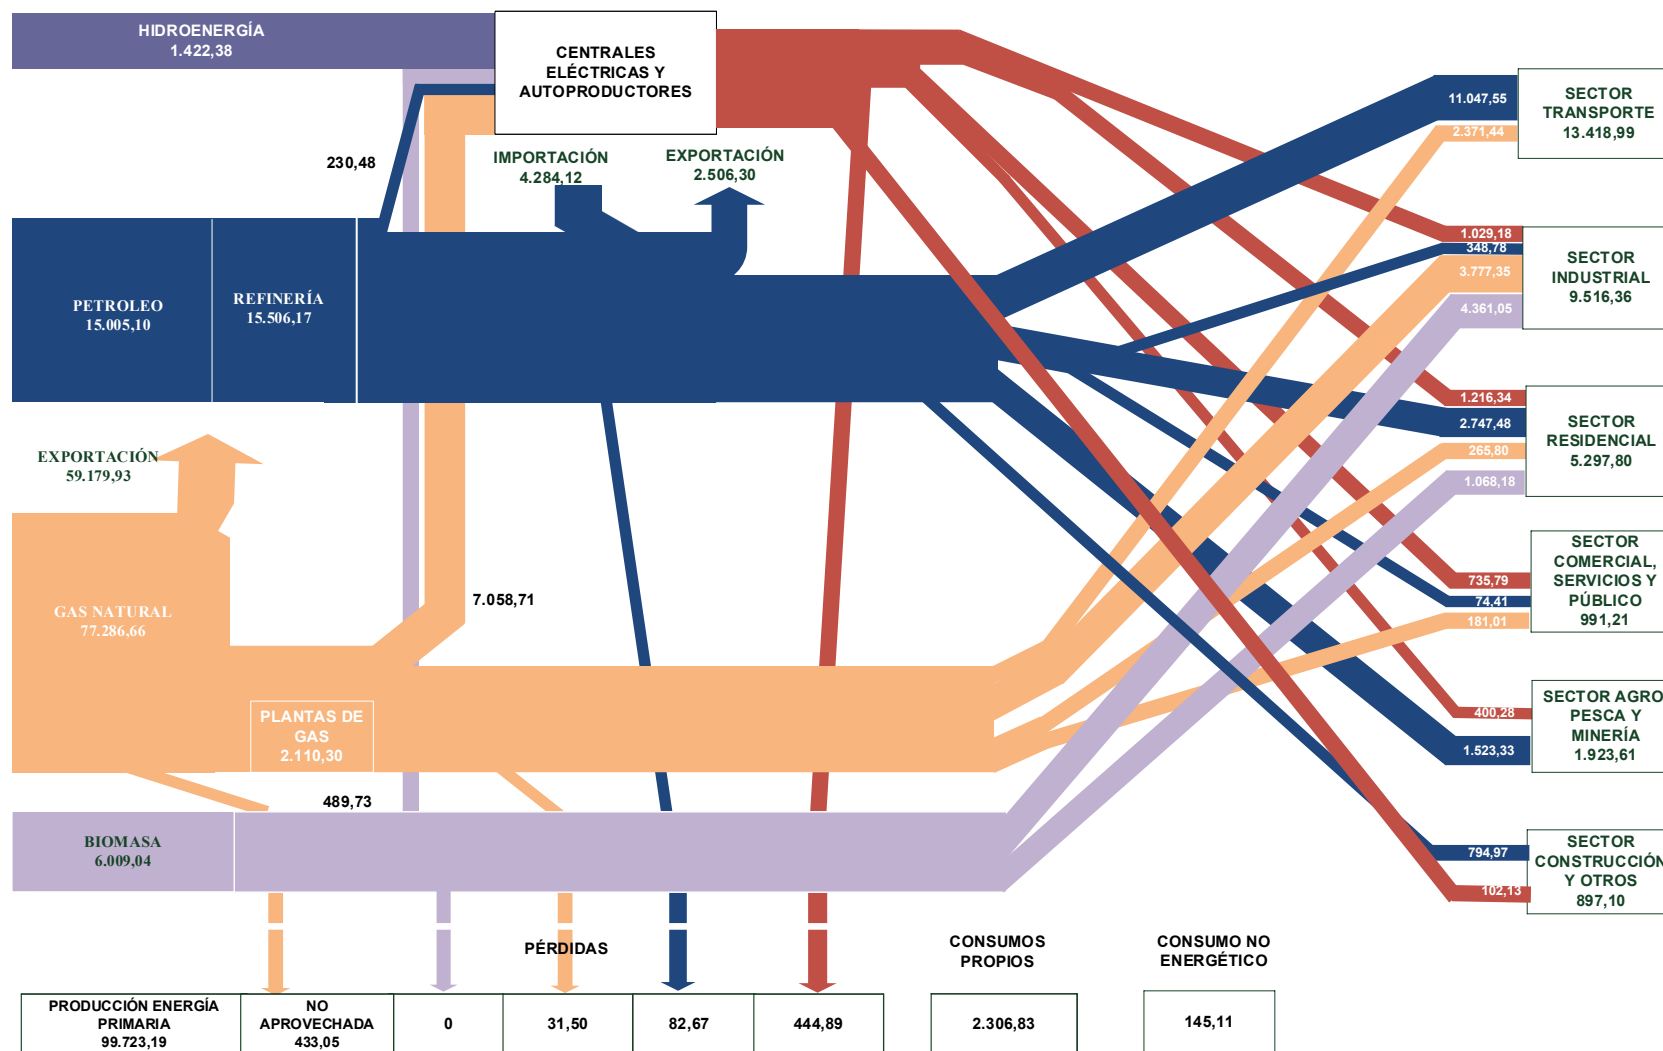 HIDROENERGÍA
1.422,38
CENTRALES
ELÉCTRICAS Y
AUTOPRODUCTORES
230,48
IMPORTACIÓN
4.284,12
EXPORTACIÓN
2.506,30
11.047,55
2.371,44
SECTOR
TRANSPORTE
13.418,99
PETROLEO
15.005,10
REFINERÍA
15.506,17
1.029,18
348,78
3.777,35
4.361,05
SECTOR
INDUSTRIAL
9.516,36
1.216,34
2.747,48
265,80
1.068,18
SECTOR
RESIDENCIAL
5.297,80
EXPORTACIÓN
59.179,93
GAS NATURAL
77.286,66
7.058,71
735,79
74,41
181,01
SECTOR
COMERCIAL,
SERVICIOS Y
PÚBLICO
991,21
PLANTAS DE
GAS
2.110,30
400,28
1.523,33
SECTOR AGRO
PESCA Y
MINERÍA
1.923,61
489,73
BIOMASA
6.009,04
794,97
102,13
SECTOR
CONSTRUCCIÓN
Y OTROS
897,10
PÉRDIDAS
CONSUMOS
PROPIOS
CONSUMO NO
ENERGÉTICO
PRODUCCIÓN ENERGÍA
PRIMARIA
99.723,19
NO
APROVECHADA
433,05
0
31,50
82,67
444,89
2.306,83
145,11